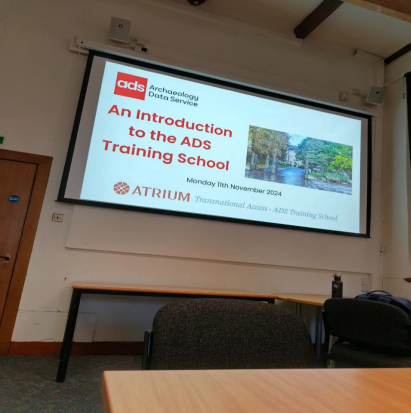 ads
Archaeology
Data Service
An Introduction
to the ADS
Training School
Monday 11th November 2024
ATRIUM Transnational Access - ADS Training School